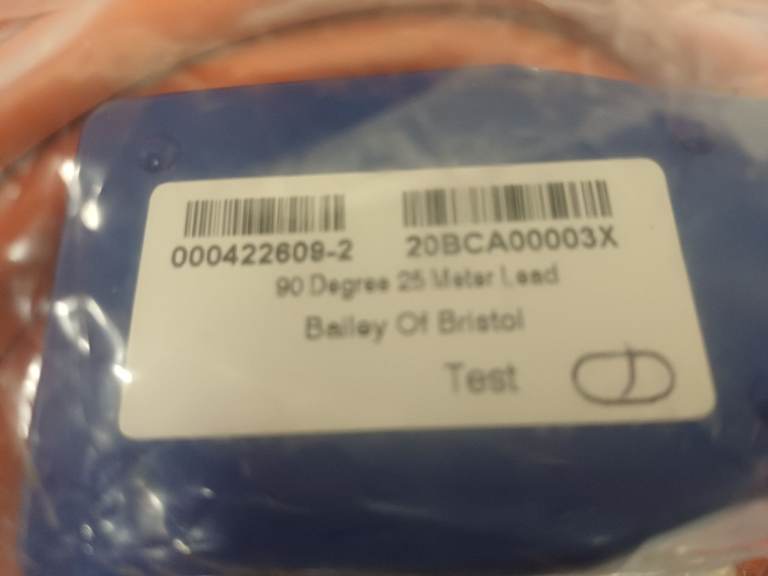 000422609-2 20BCA00003X
90 Degree 25 Meter Lead
Bailey Of Bristol
Test